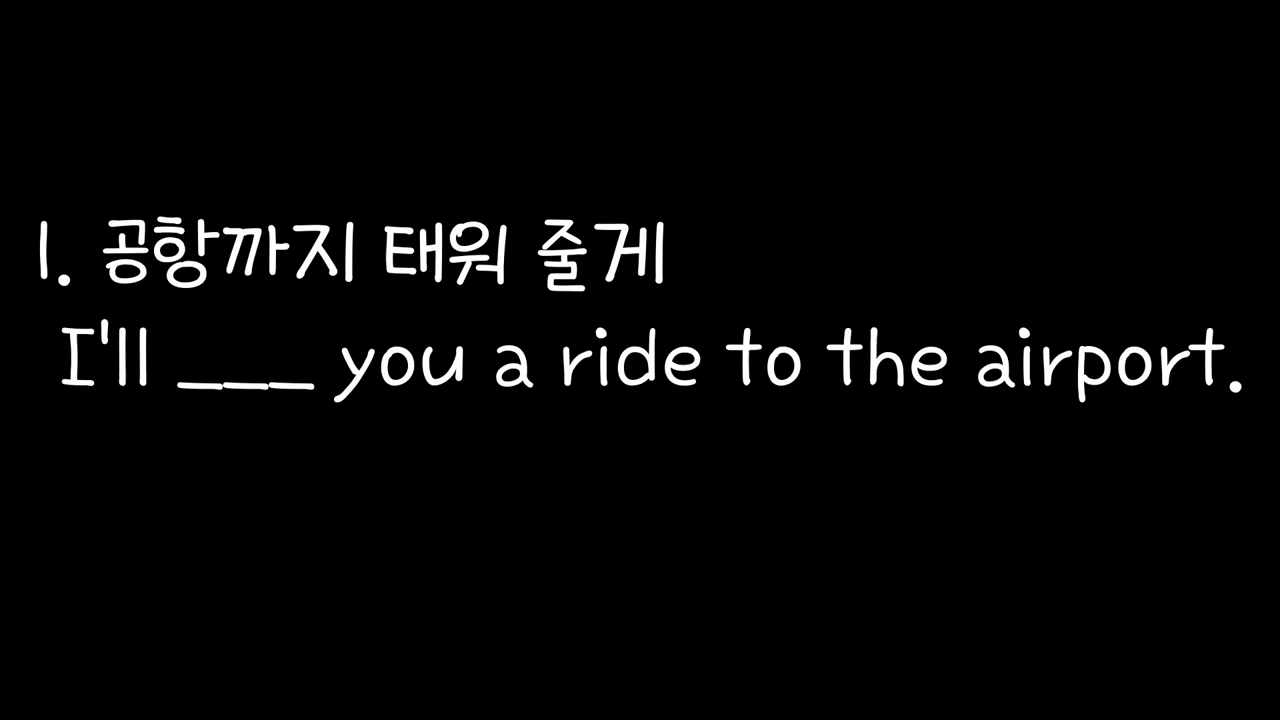 1. 공항까지 태워 줄게
I'll ___ you a ride to the airport.